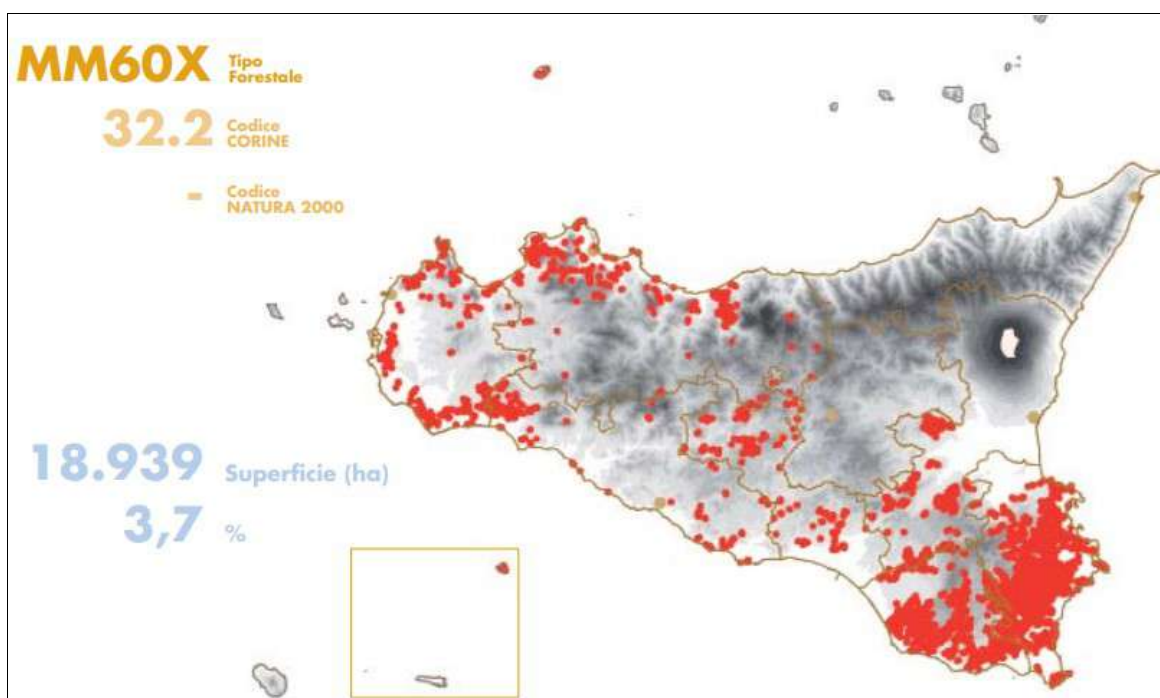 MM60X Tipo
Forestale
32.2 Codice
CORINE
- Codice
NATURA 2000
18.939 Superficie (ha)
3,7 %